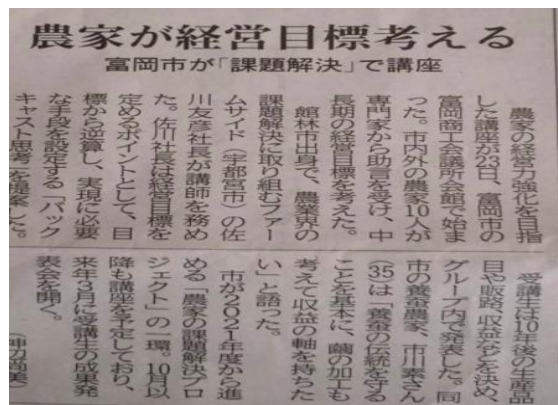 農家が経営目標考える
富岡市が「課題解決」で講座
農家の経営力強化を目指
した講座が23日、富岡市の
富岡商工会議所会館で始ま
った。市内外の農家10人が
専門家から助言を受け、中
長期の経営目標を考えた。
館林市出身で、農業界の
課題解決に取り組むファー
ムサイド（宇都宮市）の佐
川友彦社長が講師を務め
た。佐川社長は経営目標を
定めるポイントとして、目
標から逆算し、実現に必要
な手段を設定する「バック
キャスト思考」を提案した。
受講生は10年後の生産品
目や販路、収益などを決め、
グループ内で発表した。同
市の養蚕農家、市川素さん
（35）は「養蚕の伝統を守る
ことを基本に、繭の加工も
考えて収益の軸を持ちた
い」と語った。
市が2021年度から進
める「農家の課題解決プロ
ジェクト」の一環。10月以
降も講座を予定しており、
来年3月に受講生の成果発
表会を開く。